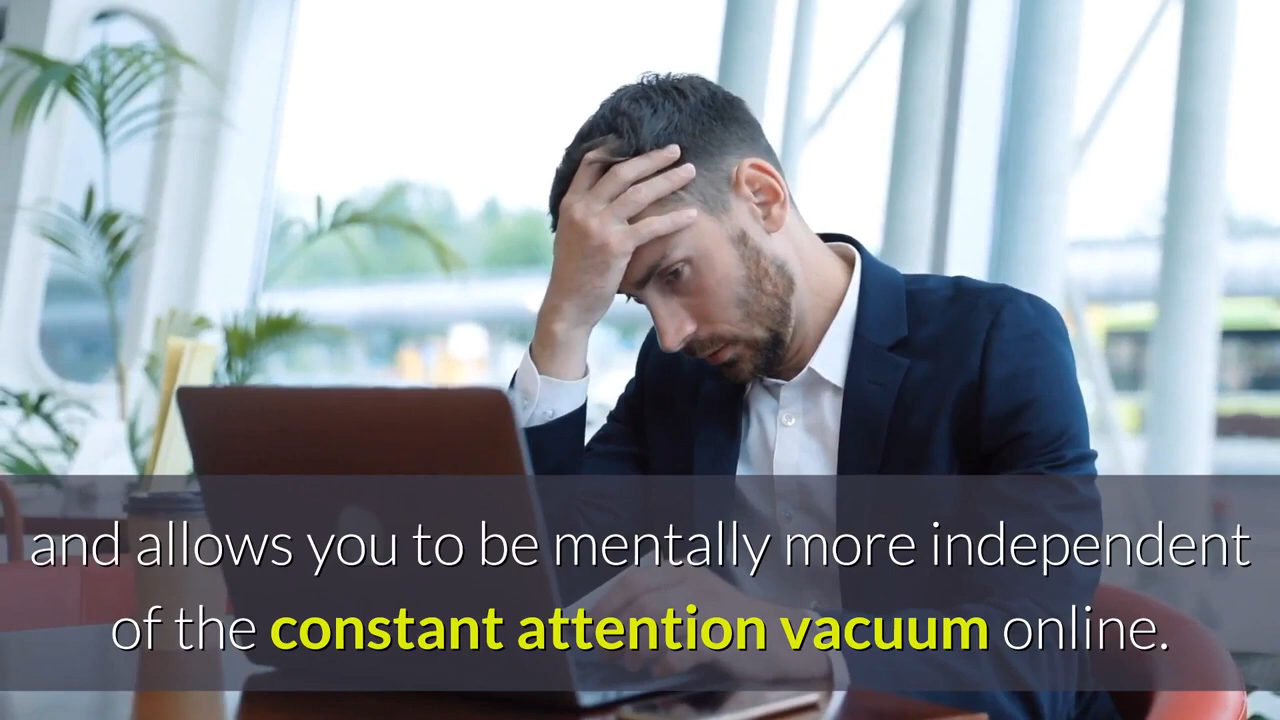 and allows you to be mentally more independent
of the constant attention vacuum online.